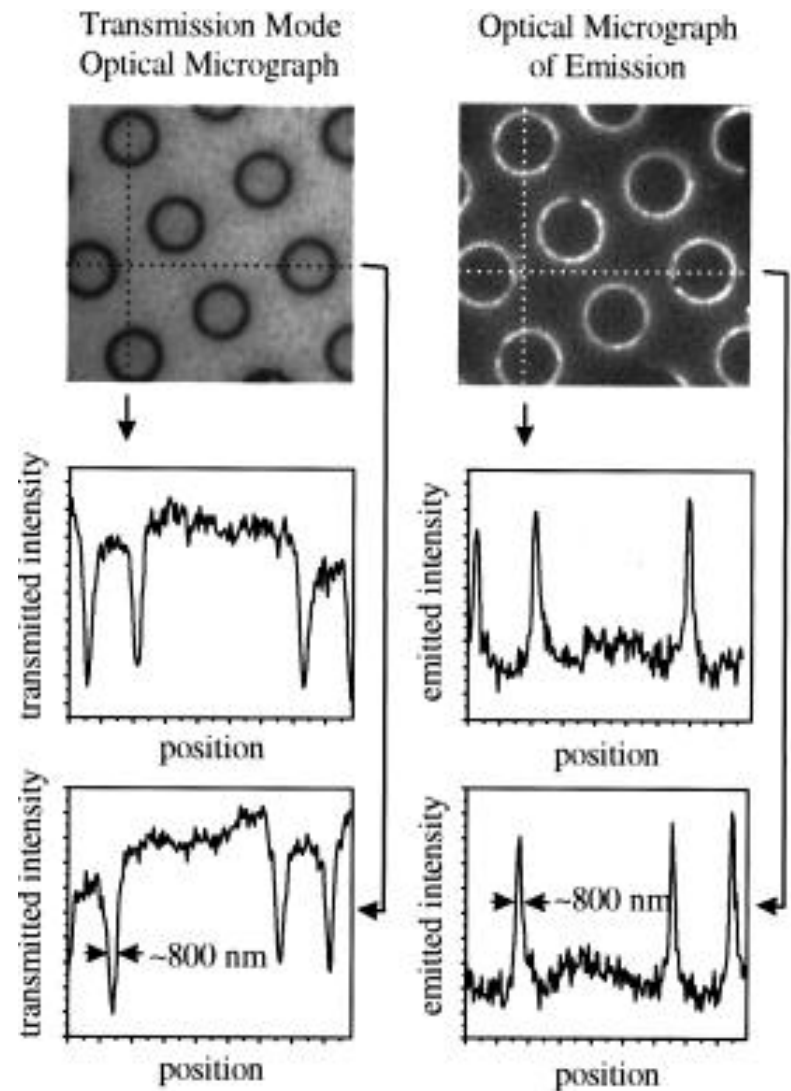 Transmission Mode
Optical Micrograph
Optical Micrograph
of Emission
transmitted intensity
position
emitted intensity
position
transmitted intensity
~800 nm
position
emitted intensity
~800 nm
position